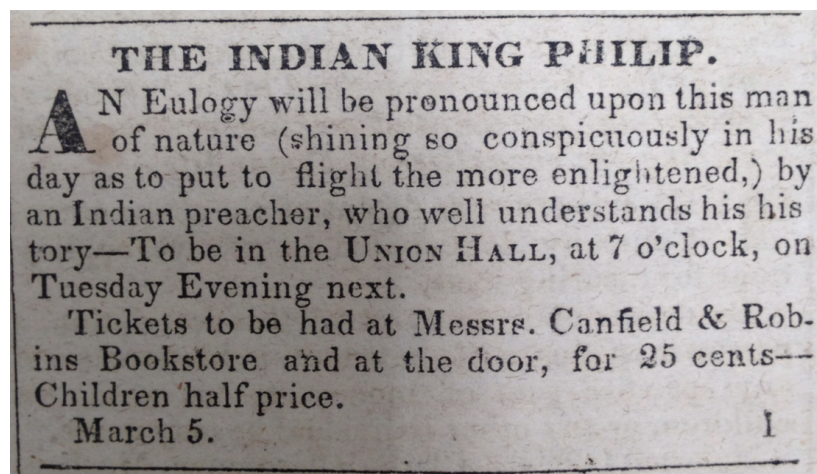 THE INDIAN KING PHILIP.
AN Eulogy will be pronounced upon this man
of nature (shining so conspicuously in his
day as to put to flight the more enlightened,) by
an Indian preacher, who well understands his his
tory—To be in the UNION HALL, at 7 o'clock, on
Tuesday Evening next.
Tickets to be had at Messrs. Canfield & Rob-
ins Bookstore and at the door, for 25 cents—
Children half price.
March 5. 1